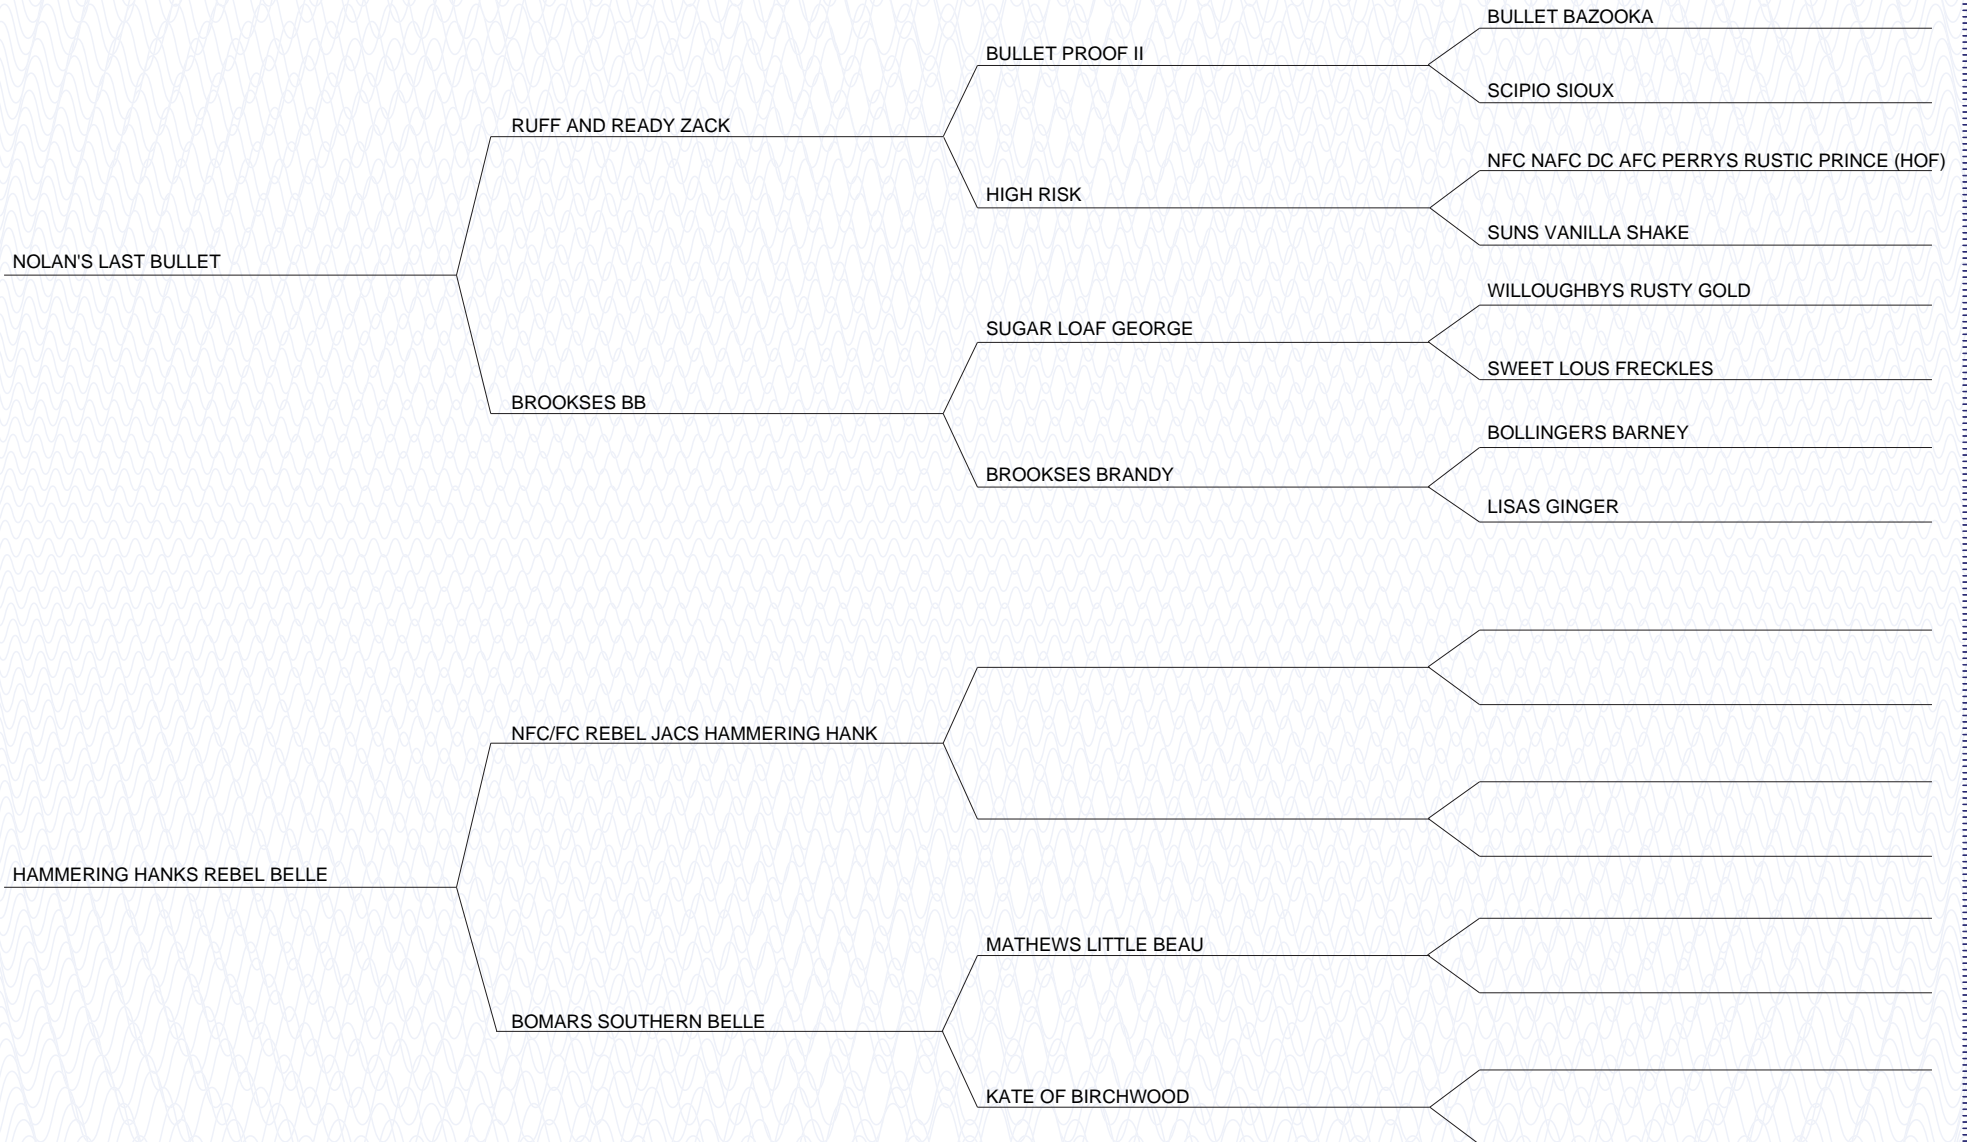 BULLET BAZOOKA
BULLET PROOF II
SCIPIO SIOUX
RUFF AND READY ZACK
NFC NAFC DC AFC PERRYS RUSTIC PRINCE (HOF)
HIGH RISK
SUNS VANILLA SHAKE
NOLAN'S LAST BULLET
WILLOUGHBYS RUSTY GOLD
SUGAR LOAF GEORGE
SWEET LOUS FRECKLES
BROOKSES BB
BOLLINGERS BARNEY
BROOKSES BRANDY
LISAS GINGER
NFC/FC REBEL JACS HAMMERING HANK
HAMMERING HANKS REBEL BELLE
MATHEWS LITTLE BEAU
BOMARS SOUTHERN BELLE
KATE OF BIRCHWOOD